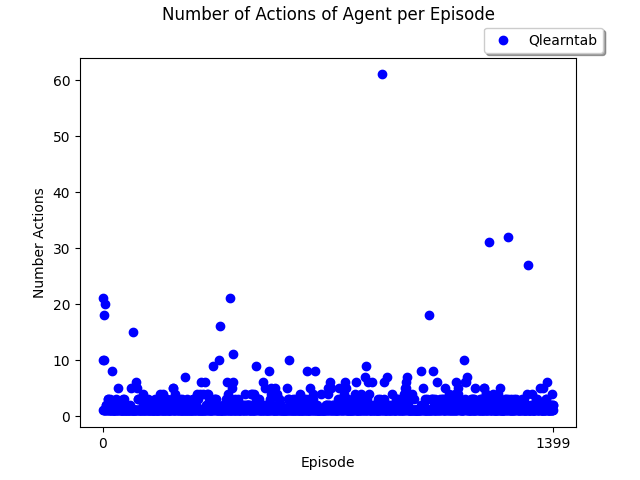 Number of Actions of Agent per Episode
Qlearntab
60
50
40
30
20
10
0
Number Actions
0
1399
Episode